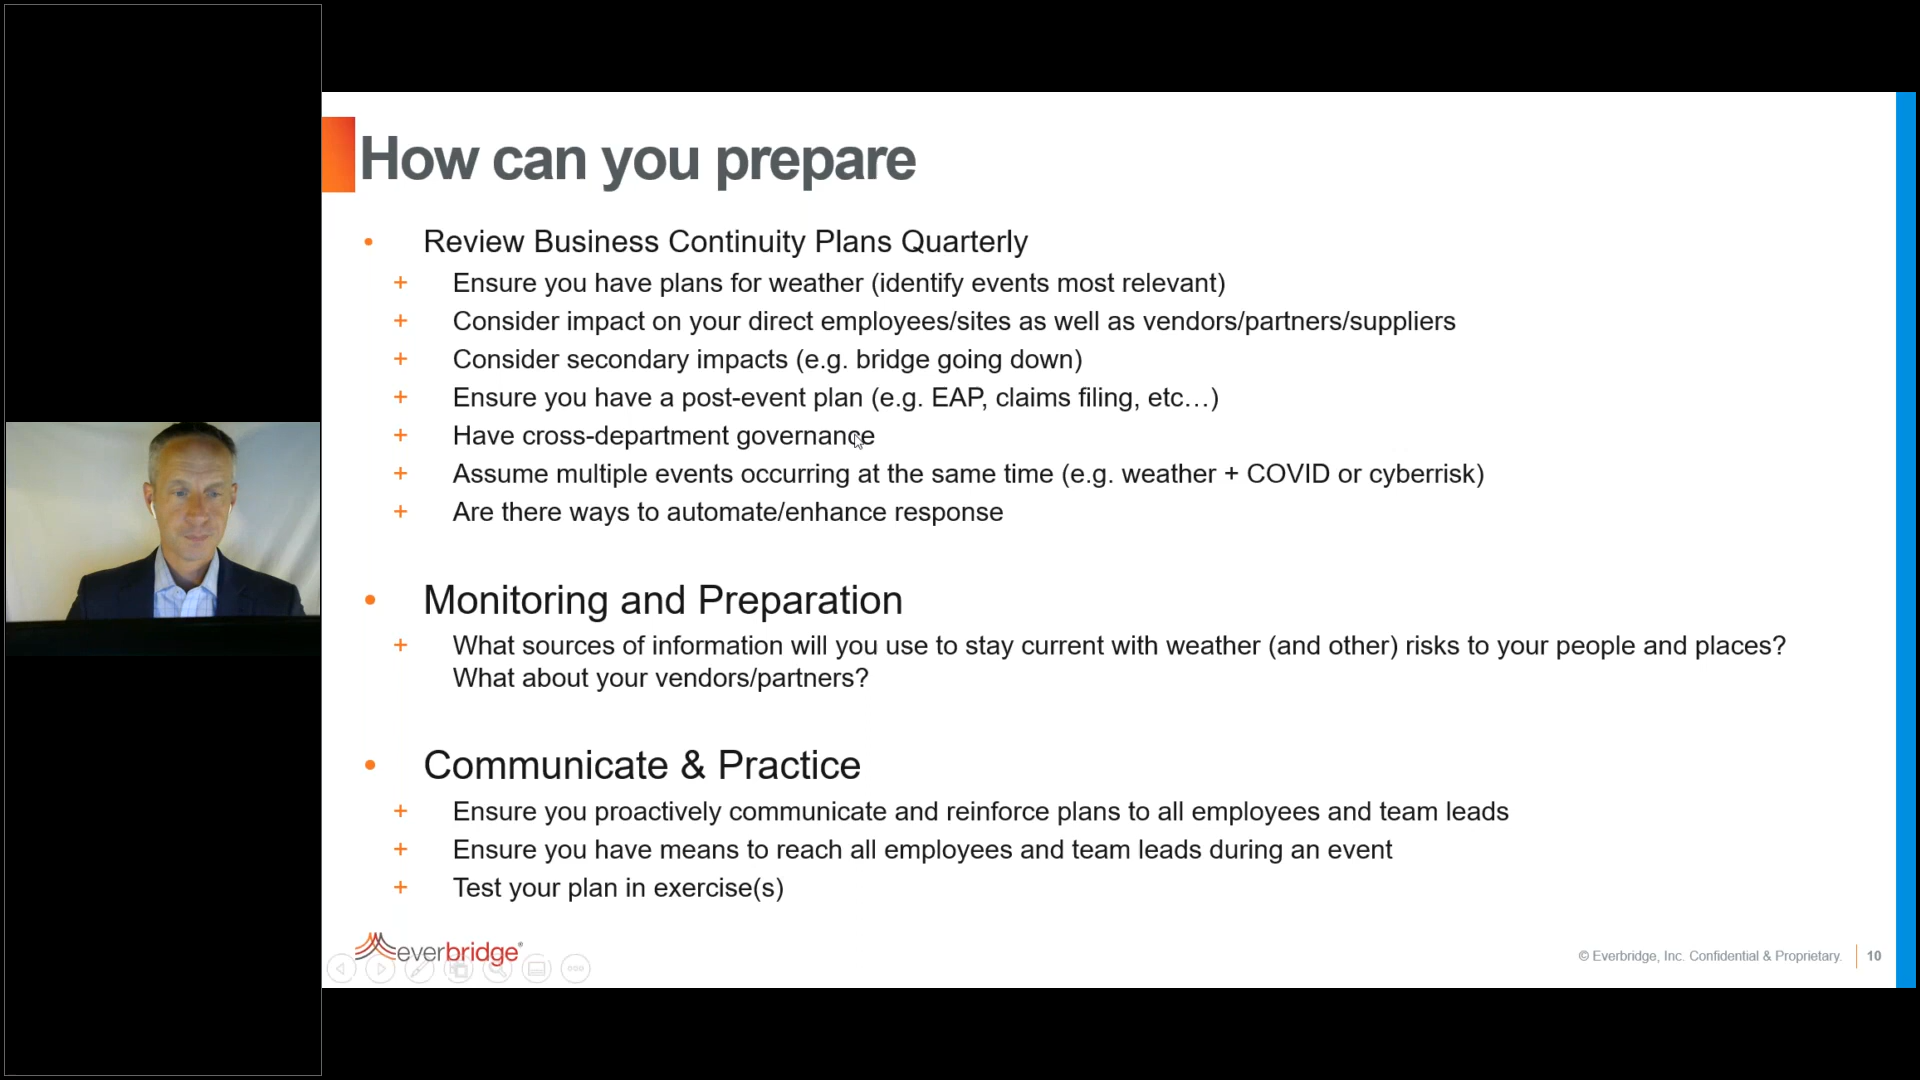 How can you prepare
• Review Business Continuity Plans Quarterly
+ Ensure you have plans for weather (identify events most relevant)
+ Consider impact on your direct employees/sites as well as vendors/partners/suppliers
+ Consider secondary impacts (e.g. bridge going down)
+ Ensure you have a post-event plan (e.g. EAP, claims filing, etc…)
+ Have cross-department governance
+ Assume multiple events occurring at the same time (e.g. weather + COVID or cyberrisk)
+ Are there ways to automate/enhance response
• Monitoring and Preparation
+ What sources of information will you use to stay current with weather (and other) risks to your people and places?
What about your vendors/partners?
• Communicate & Practice
+ Ensure you proactively communicate and reinforce plans to all employees and team leads
+ Ensure you have means to reach all employees and team leads during an event
+ Test your plan in exercise(s)
everbridge®
© Everbridge, Inc. Confidential & Proprietary. 10